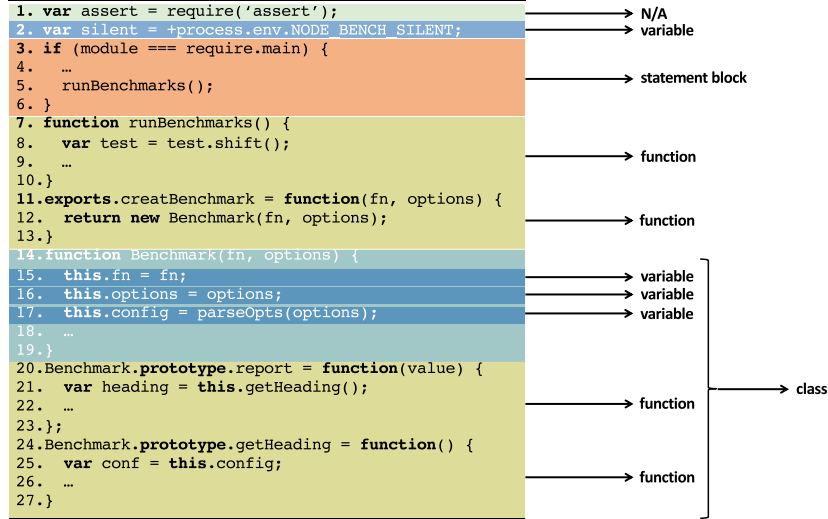 1. var assert = require(‘assert’); N/A
2. var silent = +process.env.NODE_BENCH_SILENT; variable
3. if (module === require.main) {
4. …
5. runBenchmarks(); statement block
6. }
7. function runBenchmarks() {
8. var test = test.shift();
9. … function
10.}
11.exports.creatBenchmark = function(fn, options) {
12. return new Benchmark(fn, options); function
13.}
14.function Benchmark(fn, options) {
15. this.fn = fn; variable
16. this.options = options; variable
17. this.config = parseOpts(options); variable
18. …
19.}
20.Benchmark.prototype.report = function(value) {
21. var heading = this.getHeading(); class
22. … function
23.};
24.Benchmark.prototype.getHeading = function() {
25. var conf = this.config;
26. … function
27.}